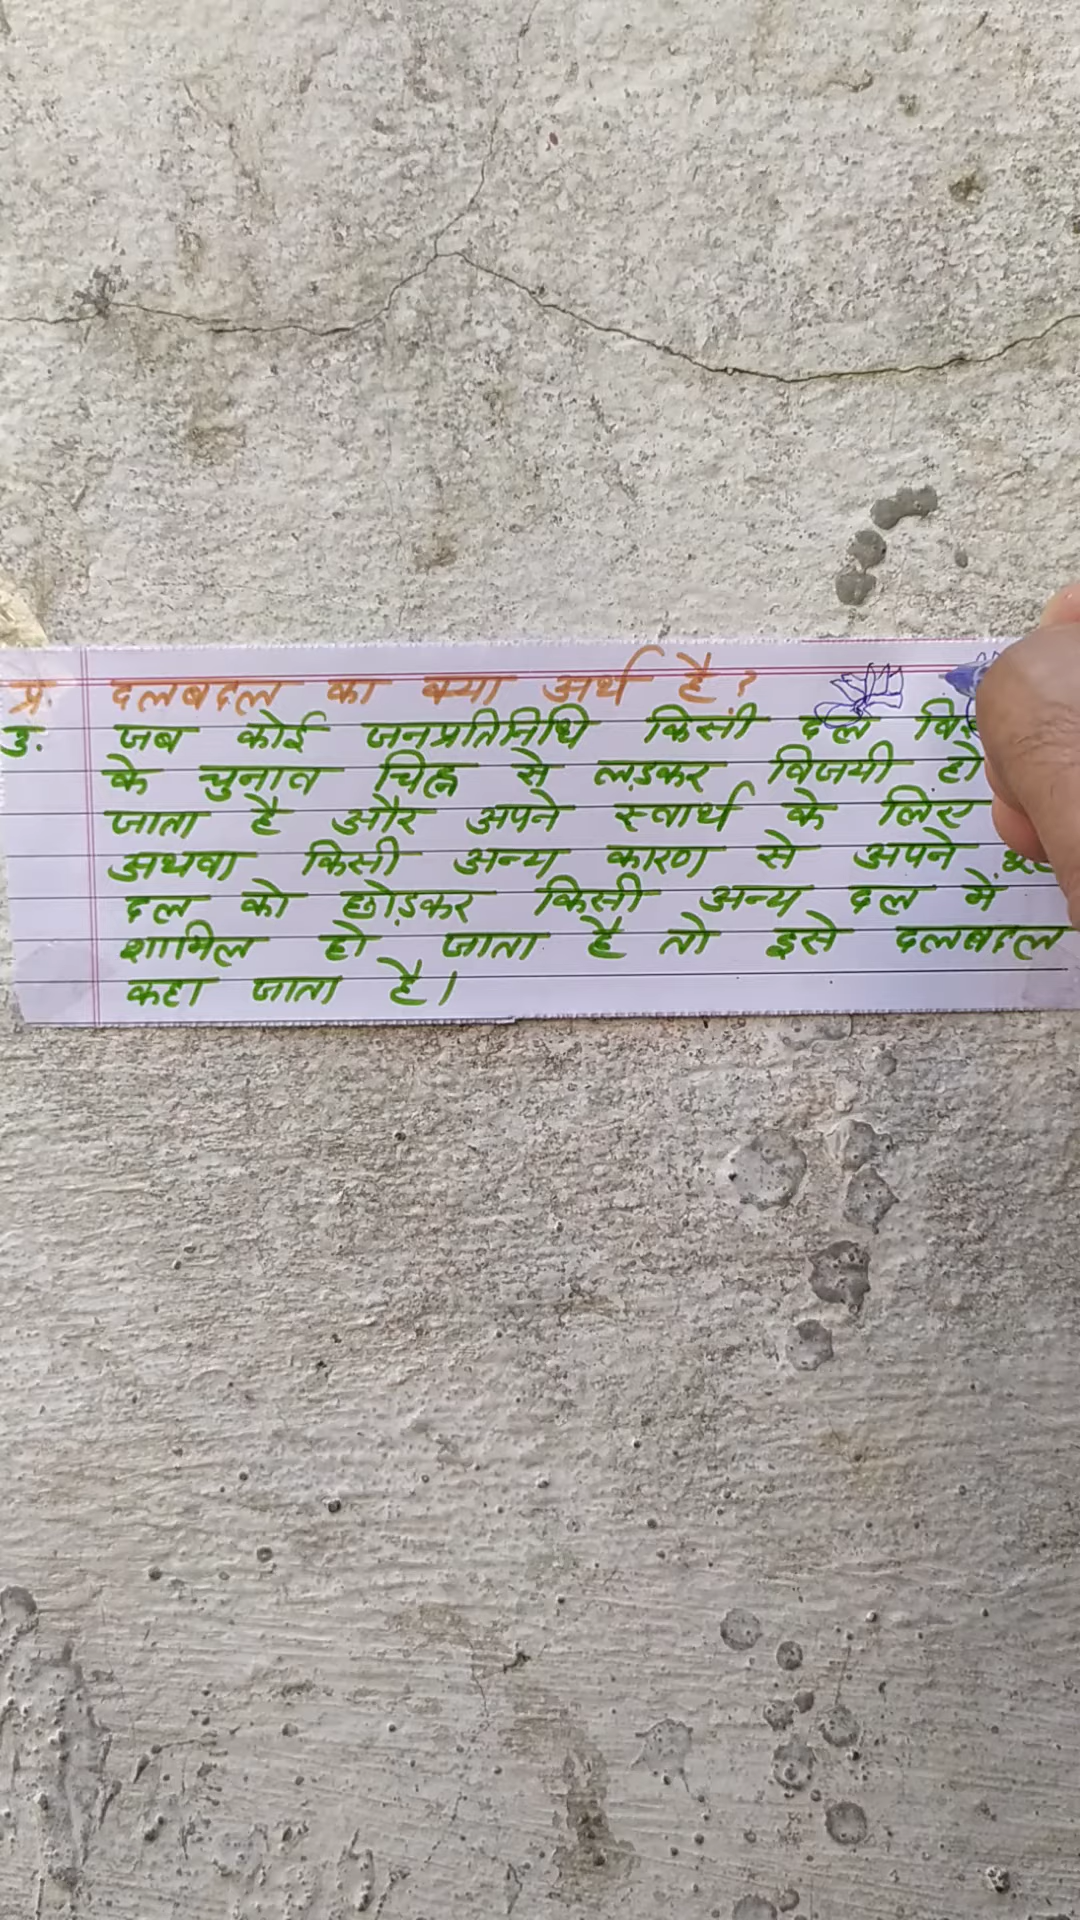 प्र. दलबदल का क्या अर्थ है?
उ. जब कोई जनप्रतिनिधि किसी दल
के चुनाव चिह्न से लड़कर विजयी हो
जाता है और अपने स्वार्थ के लिए
अथवा किसी अन्य कारण से अपने
दल को छोड़कर किसी अन्य दल में
शामिल हो जाता है तो इसे दलबदल
कहा जाता है।